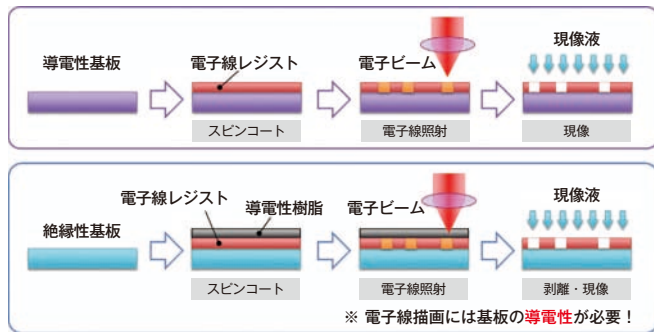 導電性基板
電子線レジスト
電子ビーム
現像液
スピンコート
電子線照射
現像
絶縁性基板
電子線レジスト
導電性樹脂
電子ビーム
現像液
スピンコート
電子線照射
剥離・現像
※ 電子線描画には基板の導電性が必要！